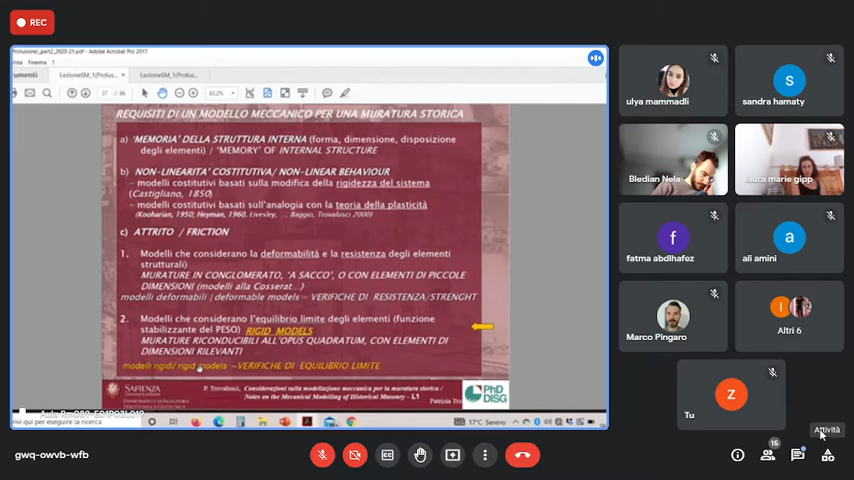 REC
(Prolusione)_part2_2020-21.pdf - Adobe Acrobat Pro 2017
Finestra ?
LezioneSM_1(Prolus... × LezioneSM_1(Prolus...
37 / 86 83,2%
REQUISITI DI UN MODELLO MECCANICO PER UNA MURATURA STORICA
a) 'MEMORIA' DELLA STRUTTURA INTERNA (forma, dimensione, disposizione
degli elementi) / 'MEMORY' OF INTERNAL STRUCTURE
b) NON-LINEARITA' COSTITUTIVA/ NON-LINEAR BEHAVIOUR
- modelli costitutivi basati sulla modifica della rigidezza del sistema
(Castigliano, 1850)
- modelli costitutivi basati sull'analogia con la teoria della plasticità
(Kooharian, 1950, Heyman, 1960, Livesley, .., Baggio, Trovalusci 2000)
c) ATTRITO / FRICTION
1. Modelli che considerano la deformabilità e la resistenza degli elementi
strutturali)
MURATURE IN CONGLOMERATO, 'A SACCO', O CON ELEMENTI DI PICCOLE
DIMENSIONI (modelli alla Cosserat...)
modelli deformabili / deformable models - VERIFICHE DI RESISTENZA/STRENGHT
2. Modelli che considerano l'equilibrio limite degli elementi (funzione
stabilizzante del PESO) RIGID MODELS
MURATURE RICONDUCIBILI ALL'OPUS QUADRATUM, CON ELEMENTI DI
DIMENSIONI RILEVANTI
modelli rigidi/ rigid models -VERIFICHE DI EQUILIBRIO LIMITE
SAPIENZA
P. Trovalusci, Considerazioni sulla modellazione meccanica per la muratura storica /
Notes on the Mechanical Modelling of Historical Masonry - L1
Patrizia Tro
PhD
DISG
ivi qui per eseguire la ricerca
17°C Sereno
ulya mammadli
sandra hamaty
Bledian Nela
laura marie gipp
fatma abdlhafez
ali amini
Marco Pingaro
Altri 6
Tu
Attività
gwq-owvb-wfb
16
s
f
a
I
z